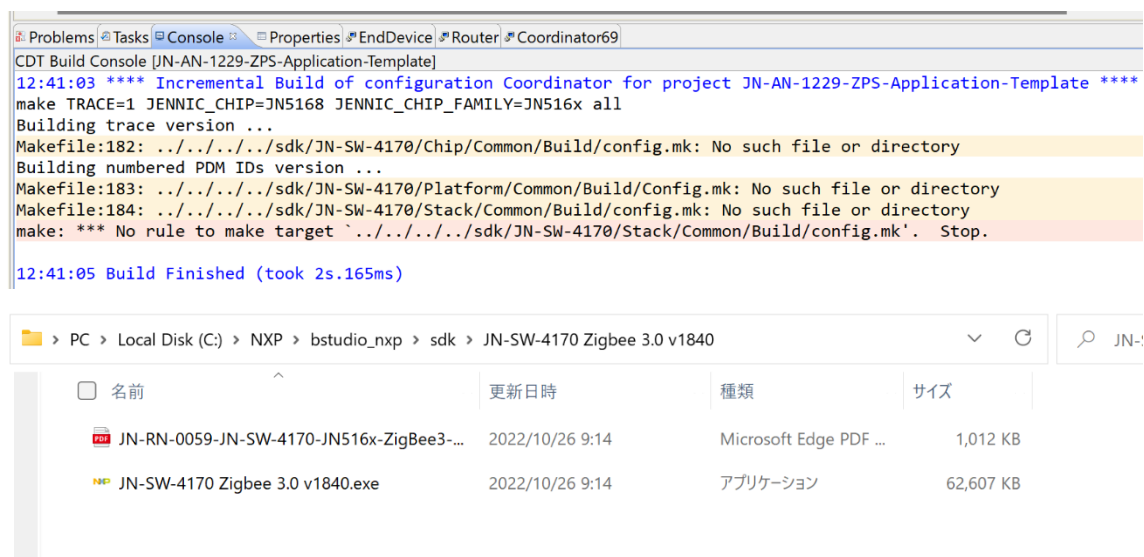 Problems Tasks Console Properties EndDevice Router Coordinator69
CDT Build Console [JN-AN-1229-ZPS-Application-Template]
12:41:03 **** Incremental Build of configuration Coordinator for project JN-AN-1229-ZPS-Application-Template ****
make TRACE=1 JENNIC_CHIP=JN5168 JENNIC_CHIP_FAMILY=JN516x all
Building trace version ...
Makefile:182: ../../../../sdk/JN-SW-4170/Chip/Common/Build/config.mk: No such file or directory
Building numbered PDM IDs version ...
Makefile:183: ../../../../sdk/JN-SW-4170/Platform/Common/Build/Config.mk: No such file or directory
Makefile:184: ../../../../sdk/JN-SW-4170/Stack/Common/Build/config.mk: No such file or directory
make: *** No rule to make target `../../../../sdk/JN-SW-4170/Stack/Common/Build/config.mk'.  Stop.
12:41:05 Build Finished (took 2s.165ms)
> PC > Local Disk (C:) > NXP > bstudio_nxp > sdk > JN-SW-4170 Zigbee 3.0 v1840
名前 更新日時 種類 サイズ
JN-RN-0059-JN-SW-4170-JN516x-ZigBee3-... 2022/10/26 9:14 Microsoft Edge PDF ... 1,012 KB
JN-SW-4170 Zigbee 3.0 v1840.exe 2022/10/26 9:14 アプリケーション 62,607 KB